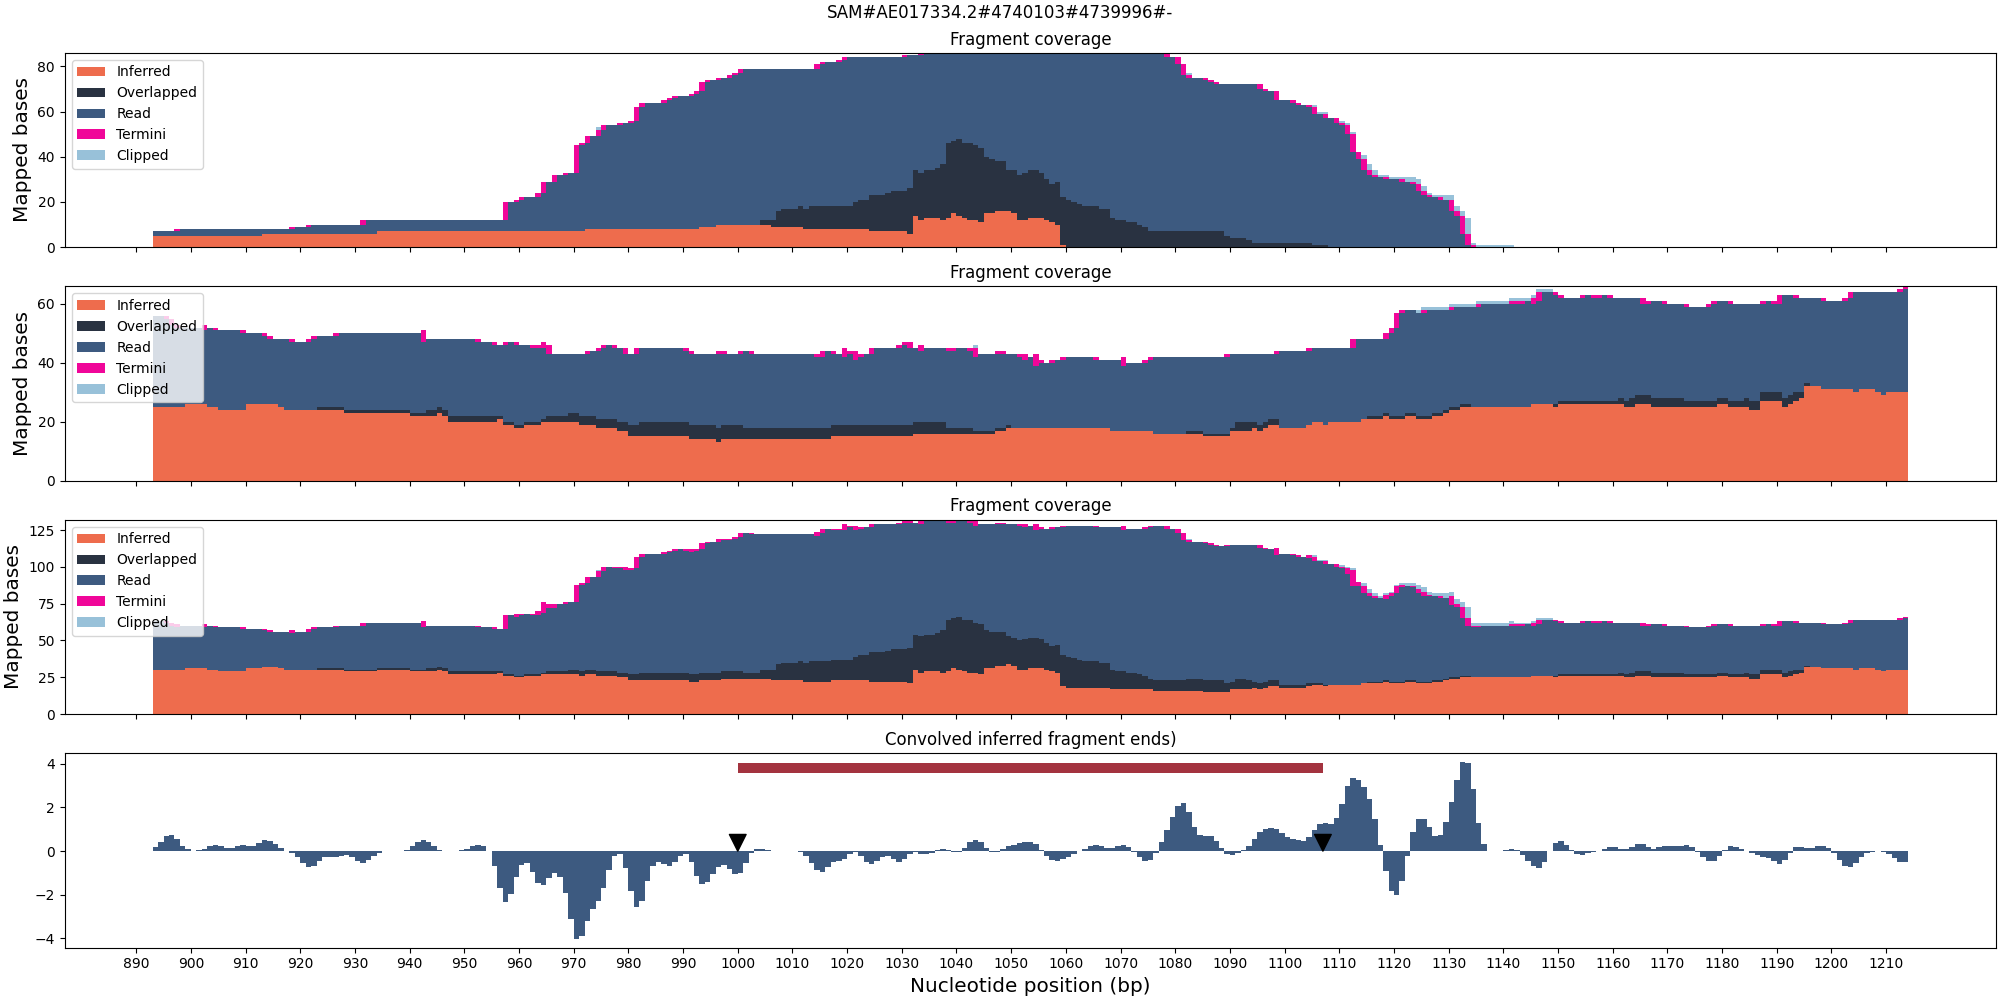 SAM#AE017334.2#4740103#4739996#-
Fragment coverage
Mapped bases
80
60
40
20
0
Inferred
Overlapped
Read
Termini
Clipped
Fragment coverage
Mapped bases
60
40
20
0
Inferred
Overlapped
Read
Termini
Clipped
Fragment coverage
Mapped bases
125
100
75
50
25
0
Inferred
Overlapped
Read
Termini
Clipped
Convolved inferred fragment ends)
4
2
0
−2
−4
890 900 910 920 930 940 950 960 970 980 990 1000 1010 1020 1030 1040 1050 1060 1070 1080 1090 1100 1110 1120 1130 1140 1150 1160 1170 1180 1190 1200 1210
Nucleotide position (bp)